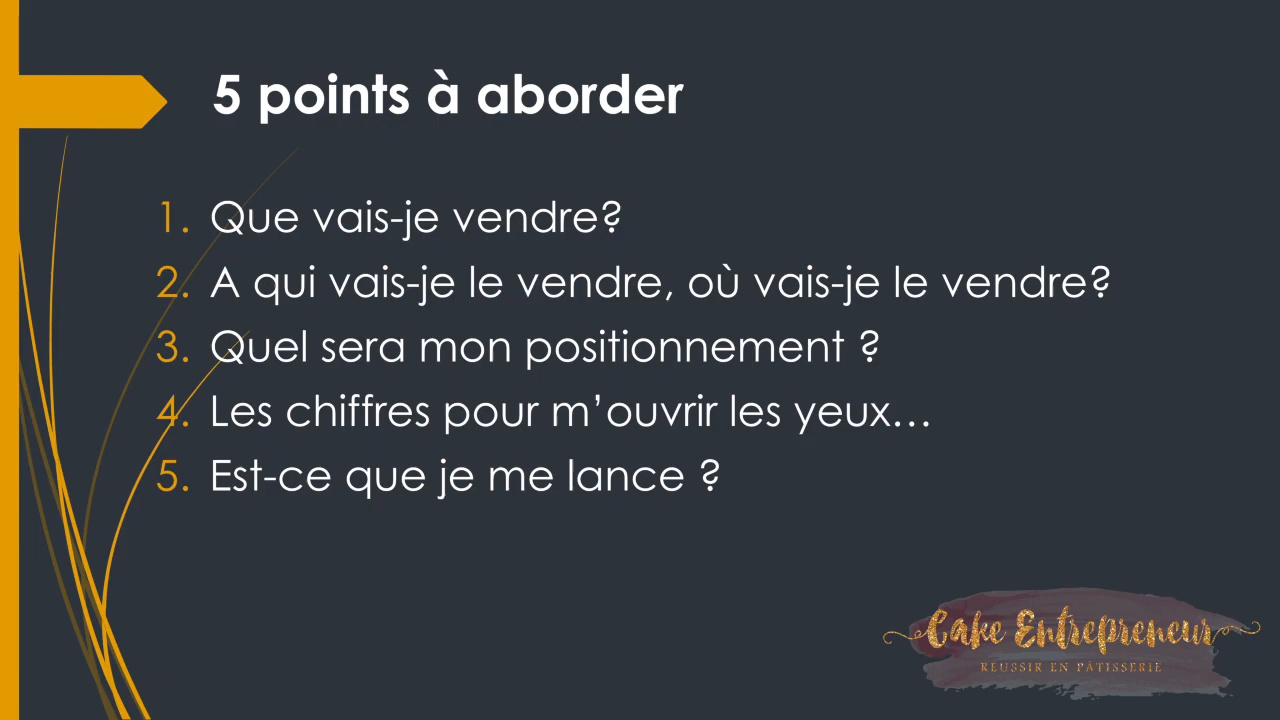 5 points à aborder
1. Que vais-je vendre?
2. A qui vais-je le vendre, où vais-je le vendre?
3. Quel sera mon positionnement ?
4. Les chiffres pour m’ouvrir les yeux…
5. Est-ce que je me lance ?
Cake Entrepreneur
REUSSIR EN PÂTISSERIE